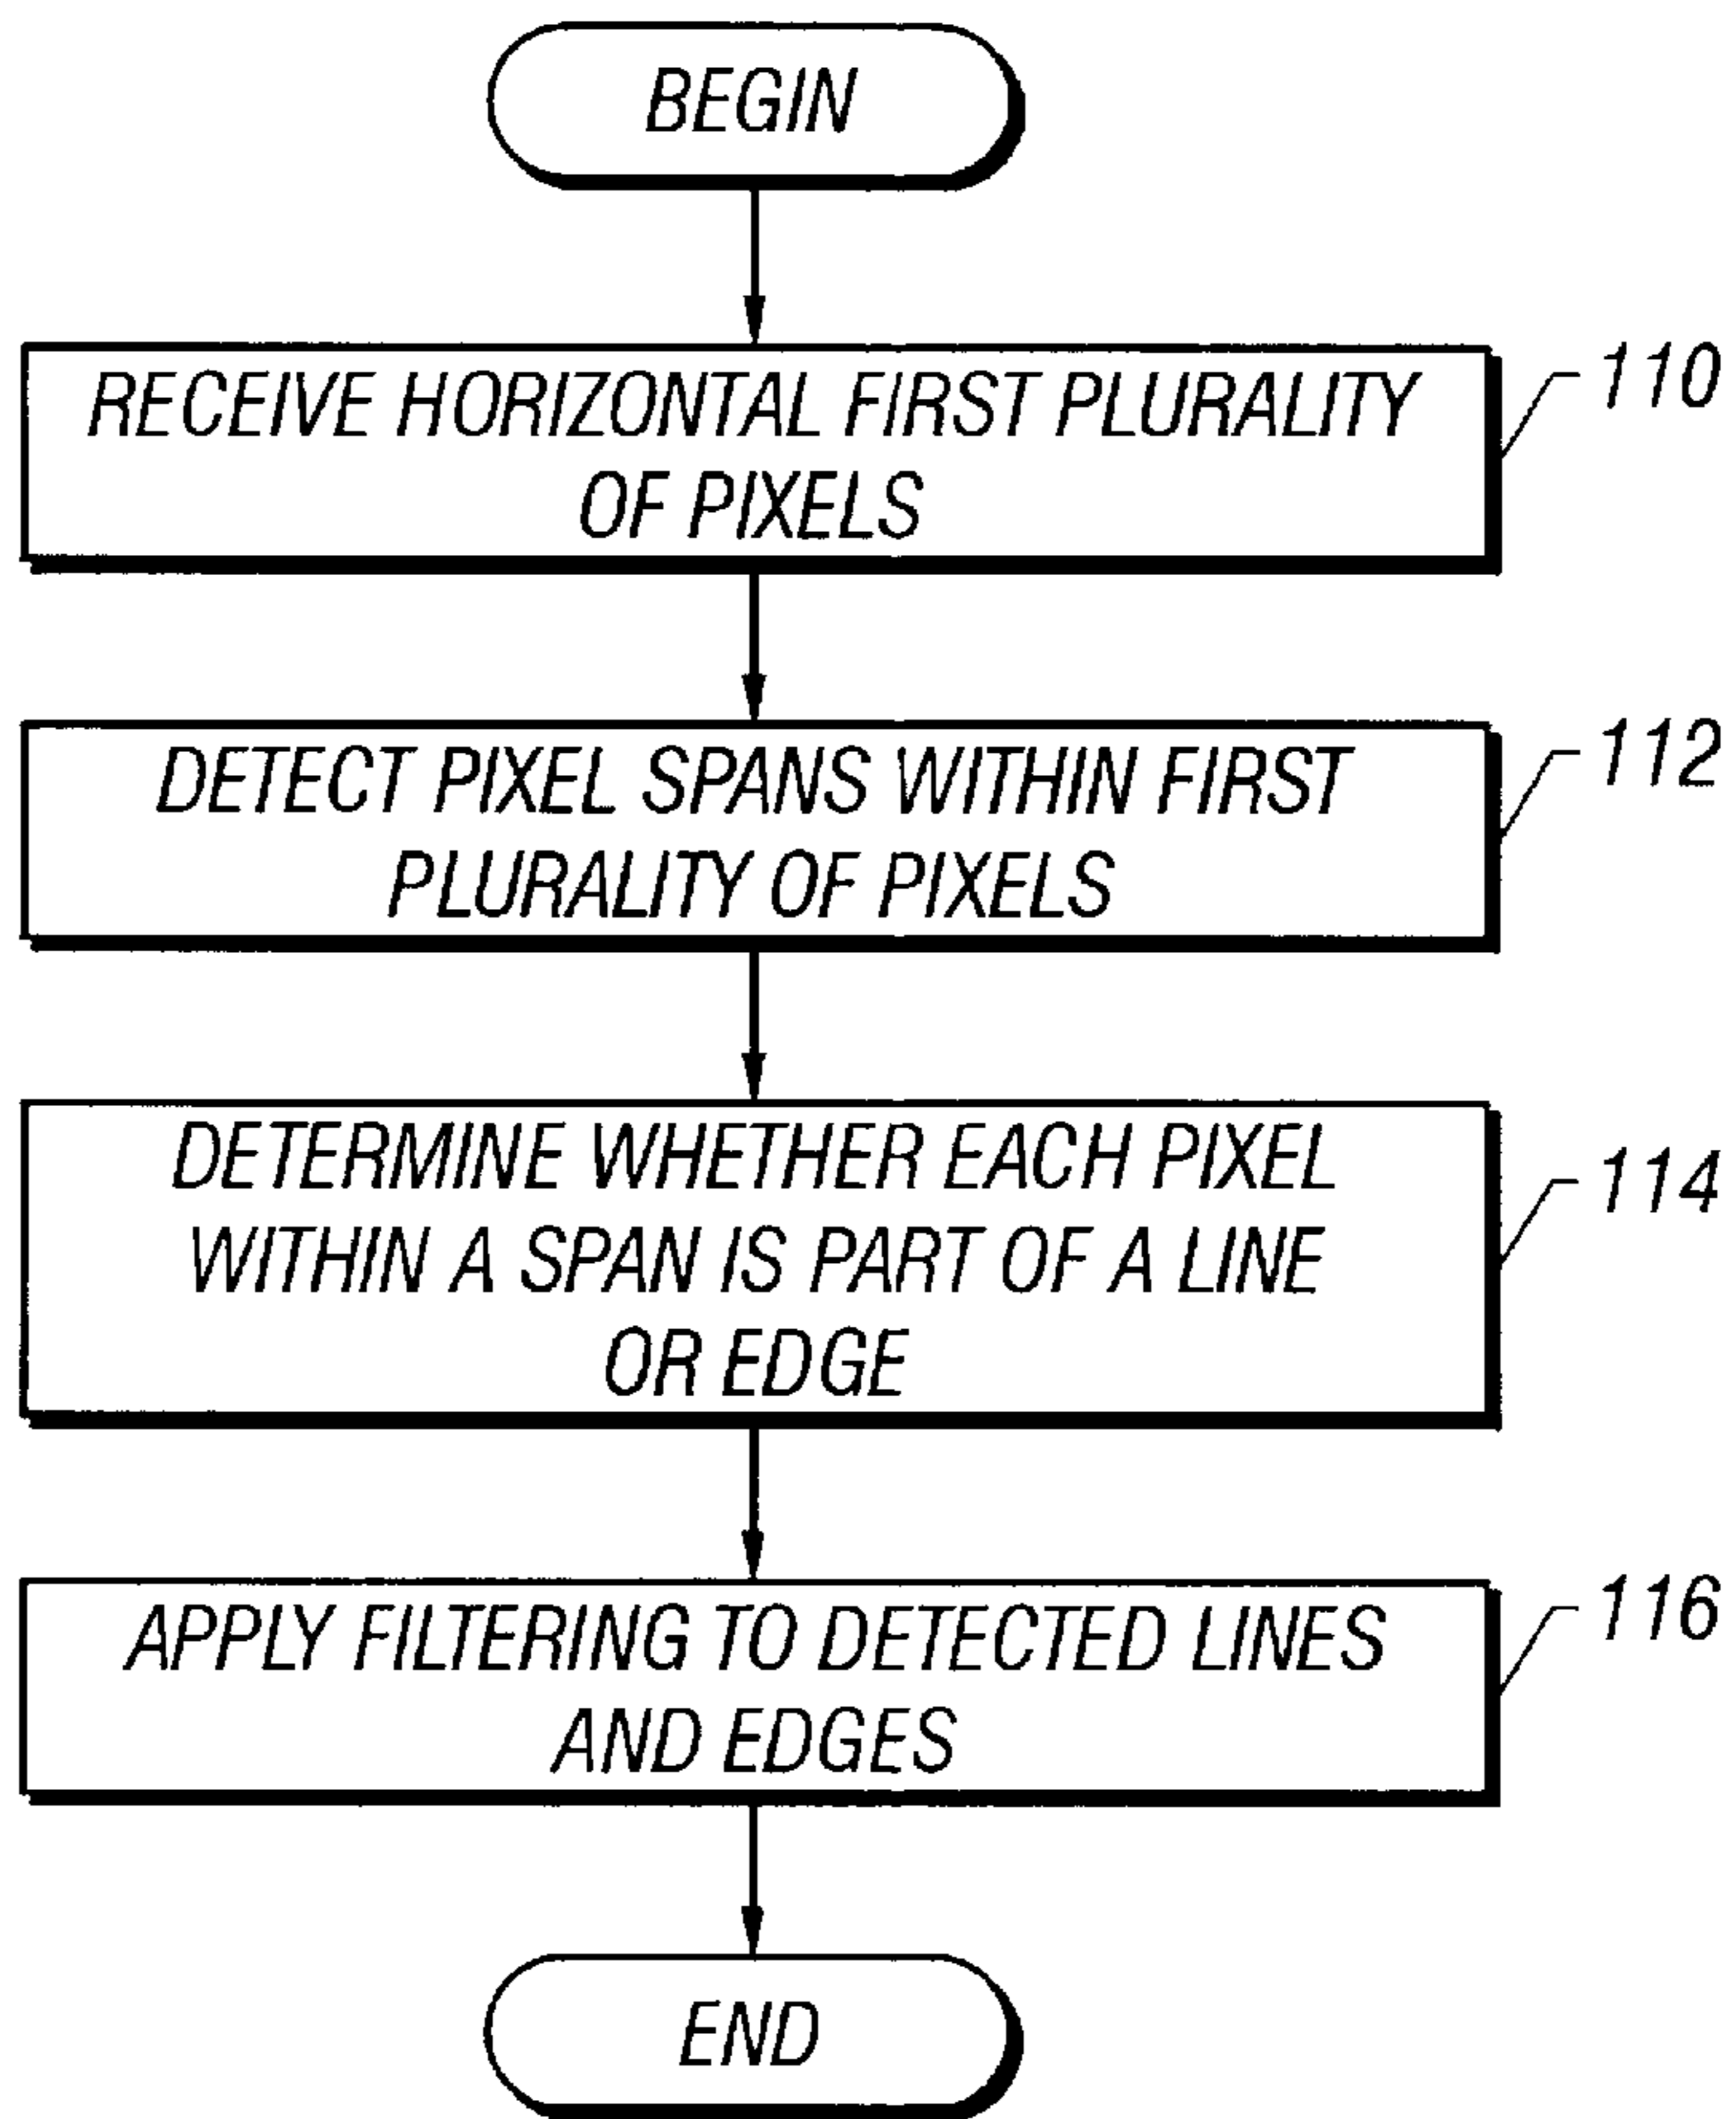 BEGIN
RECEIVE HORIZONTAL FIRST PLURALITY
OF PIXELS
110
DETECT PIXEL SPANS WITHIN FIRST
PLURALITY OF PIXELS
112
DETERMINE WHETHER EACH PIXEL
WITHIN A SPAN IS PART OF A LINE
OR EDGE
114
APPLY FILTERING TO DETECTED LINES
AND EDGES
116
END